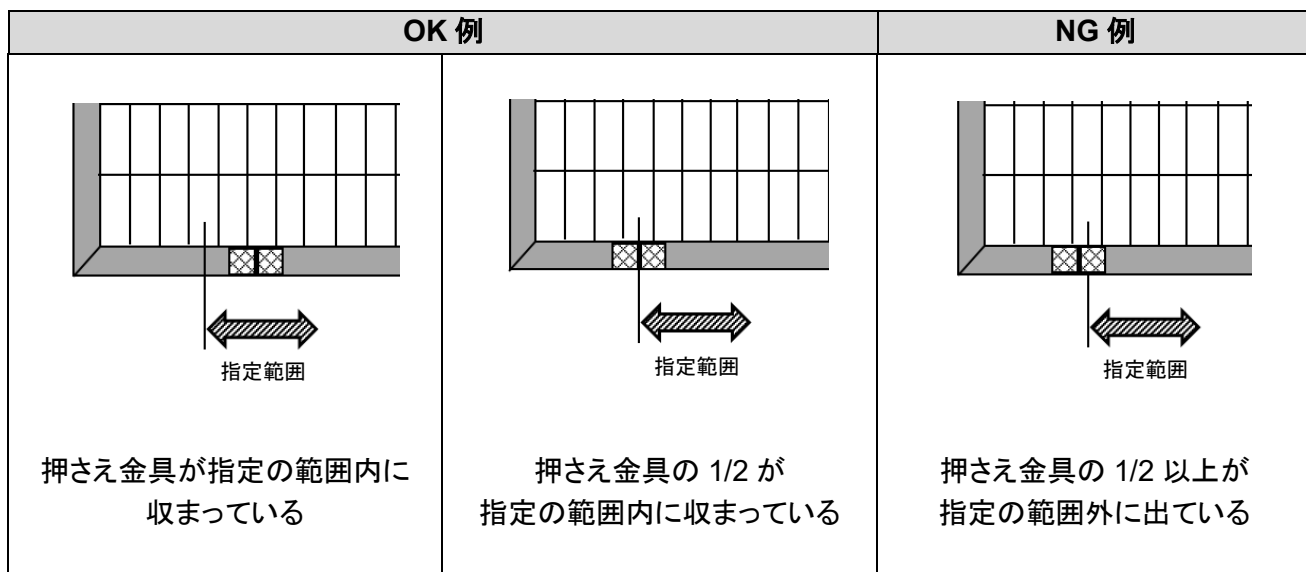 OK 例
NG 例
指定範囲
指定範囲
指定範囲
押さえ金具が指定の範囲内に
収まっている
押さえ金具の 1/2 が
指定の範囲内に収まっている
押さえ金具の 1/2 以上が
指定の範囲外に出ている